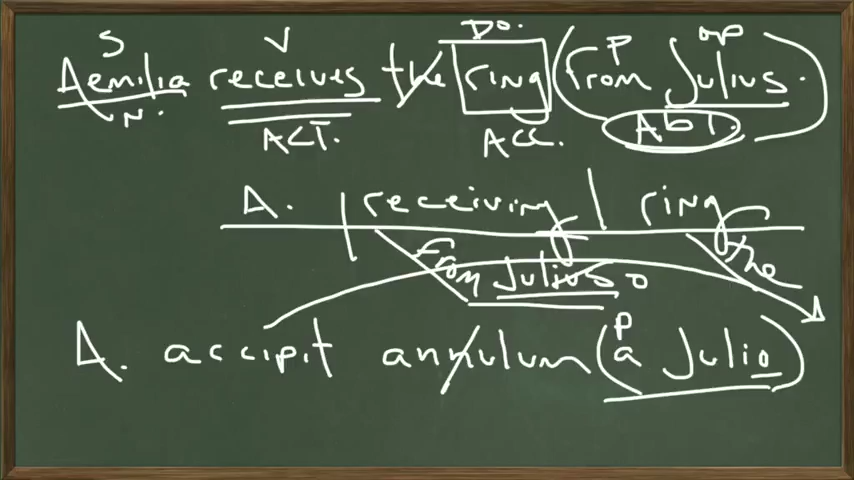 S V D.O. P OP
Aemilia receives the ring (from Julius.)
N. ACT. ACC. Abl.
A. | receiving | ring
from Julius o the
A. accipit annulum (a Julio)
P